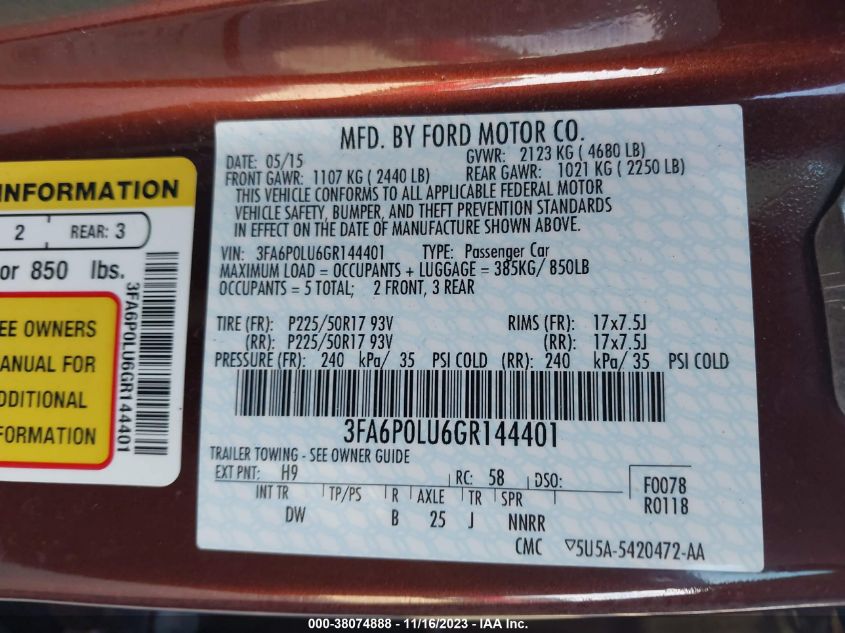 MFD. BY FORD MOTOR CO.
DATE: 05/15 GVWR: 2123 KG ( 4680 LB)
FRONT GAWR: 1107 KG ( 2440 LB) REAR GAWR: 1021 KG ( 2250 LB)
THIS VEHICLE CONFORMS TO ALL APPLICABLE FEDERAL MOTOR
VEHICLE SAFETY, BUMPER, AND THEFT PREVENTION STANDARDS
IN EFFECT ON THE DATE OF MANUFACTURE SHOWN ABOVE.
VIN: 3FA6P0LU6GR144401 TYPE: Passenger Car
MAXIMUM LOAD = OCCUPANTS + LUGGAGE = 385KG/ 850LB
OCCUPANTS = 5 TOTAL; 2 FRONT, 3 REAR
TIRE (FR): P225/50R17 93V RIMS (FR): 17x7.5J
(RR): P225/50R17 93V (RR): 17x7.5J
PRESSURE (FR): 240 kPa/ 35 PSI COLD (RR): 240 kPa/ 35 PSI COLD
3FA6P0LU6GR144401
TRAILER TOWING - SEE OWNER GUIDE
EXT PNT: H9 RC: 58 DSO:
F0078
R0118
INT TR TP/PS R AXLE TR SPR
DW B 25 J NNRR
CMC ▽5U5A-5420472-AA
INFORMATION
2 REAR: 3
or 850 lbs.
EE OWNERS
MANUAL FOR
DDITIONAL
FORMATION
3FA6P0LU6GR144401
000-38074888 - 11/16/2023 - IAA Inc.